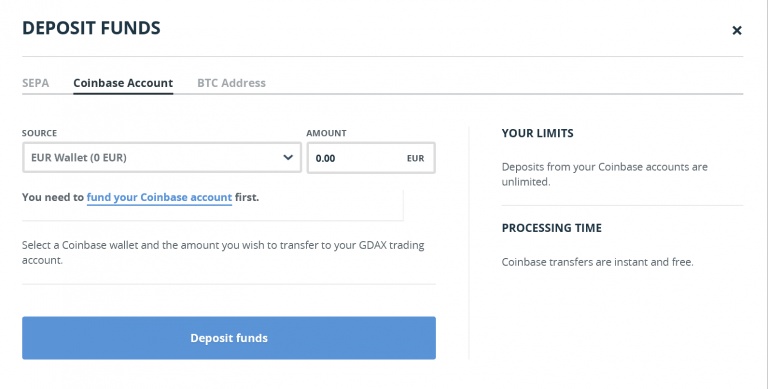 DEPOSIT FUNDS
SEPA Coinbase Account BTC Address
SOURCE AMOUNT
EUR Wallet (0 EUR) 0.00 EUR
You need to fund your Coinbase account first.
Select a Coinbase wallet and the amount you wish to transfer to your GDAX trading
account.
Deposit funds
YOUR LIMITS
Deposits from your Coinbase accounts are
unlimited.
PROCESSING TIME
Coinbase transfers are instant and free.